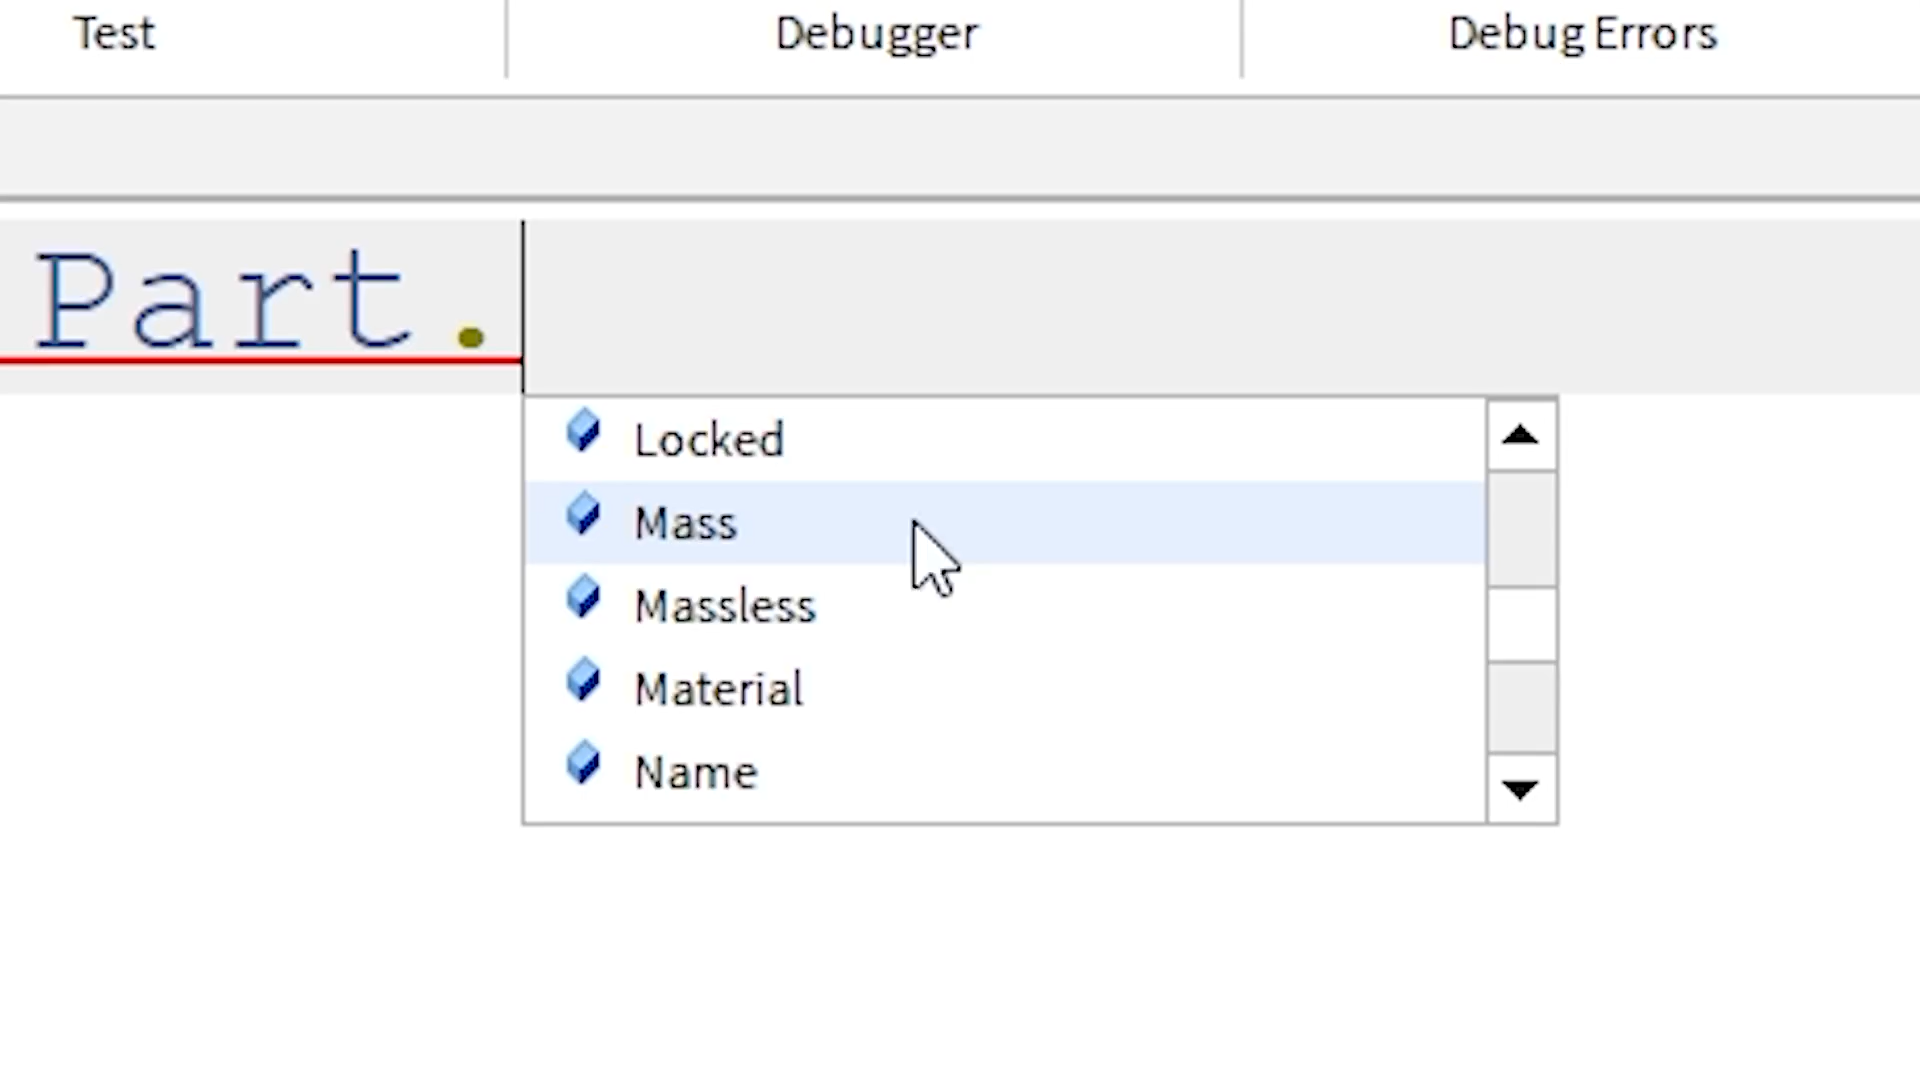 Test Debugger Debug Errors
Part.
Locked
Mass
Massless
Material
Name